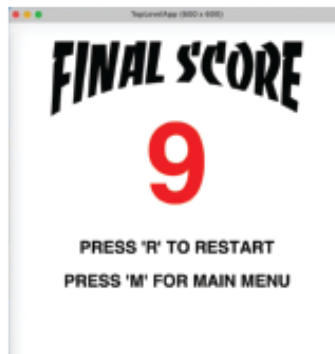 TopLevelApp (600 x 600)
FINAL SCORE
9
PRESS 'R' TO RESTART
PRESS 'M' FOR MAIN MENU